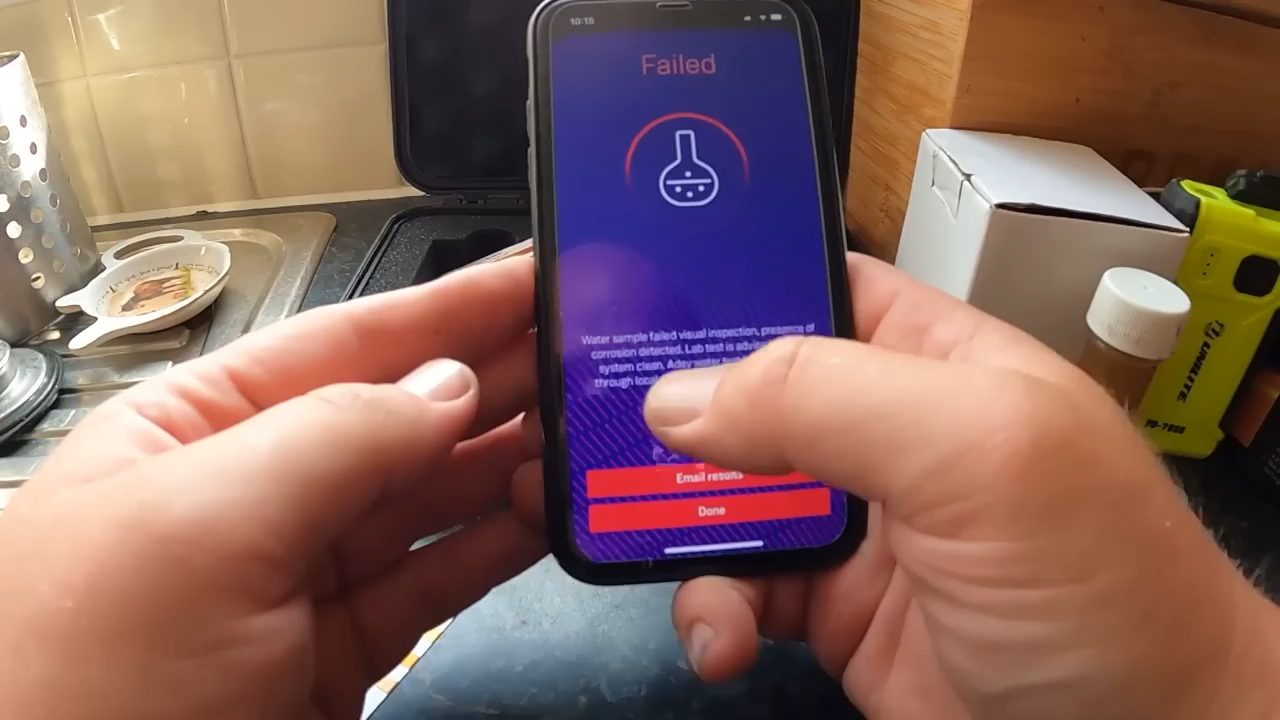 10:15
Failed
Water sample failed visual inspection, presence of
corrosion detected. Lab test is
system clean, Adey water
through local
Email results
Done
UNILITE